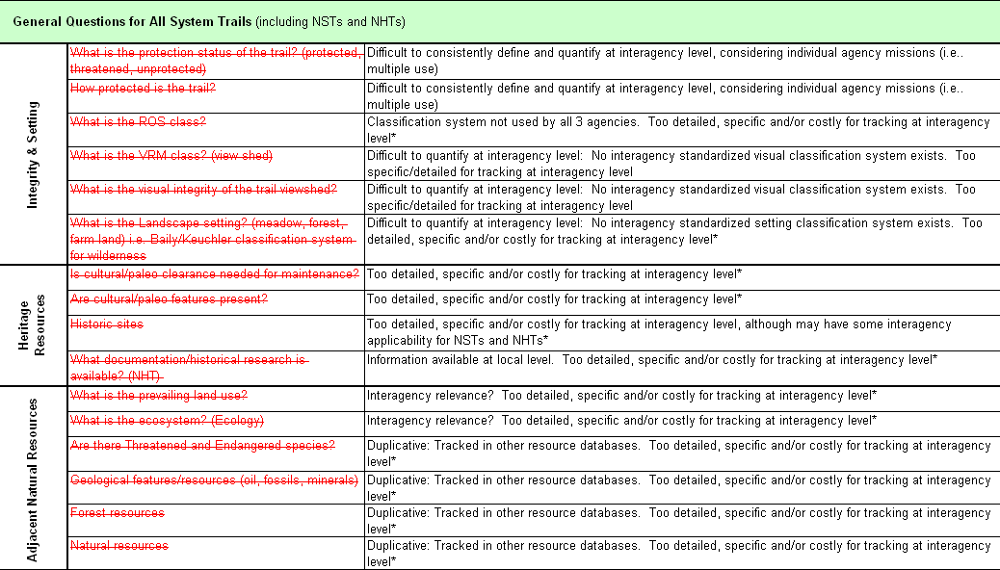 General Questions for All System Trails (including NSTs and NHTs)
Integrity & Setting
What is the protection status of the trail? (protected,
threatened, unprotected)
Difficult to consistently define and quantify at interagency level, considering individual agency missions (i.e..
multiple use)
How protected is the trail?
Difficult to consistently define and quantify at interagency level, considering individual agency missions (i.e..
multiple use)
What is the ROS class?
Classification system not used by all 3 agencies.  Too detailed, specific and/or costly for tracking at interagency
level*
What is the VRM class? (view shed)
Difficult to quantify at interagency level:  No interagency standardized visual classification system exists.  Too
specific/detailed for tracking at interagency level
What is the visual integrity of the trail viewshed?
Difficult to quantify at interagency level:  No interagency standardized visual classification system exists.  Too
specific/detailed for tracking at interagency level
What is the Landscape setting? (meadow, forest,
farm land) i.e. Baily/Keuchler classification system
for wilderness
Difficult to quantify at interagency level:  No interagency standardized setting classification system exists.  Too
detailed, specific and/or costly for tracking at interagency level*
Heritage
Resources
Is cultural/paleo clearance needed for maintenance?
Too detailed, specific and/or costly for tracking at interagency level*
Are cultural/paleo features present?
Too detailed, specific and/or costly for tracking at interagency level*
Historic sites
Too detailed, specific and/or costly for tracking at interagency level, although may have some interagency
applicability for NSTs and NHTs*
What documentation/historical research is
available? (NHT)
Information available at local level.  Too detailed, specific and/or costly for tracking at interagency level*
Adjacent Natural Resources
What is the prevailing land use?
Interagency relevance?  Too detailed, specific and/or costly for tracking at interagency level*
What is the ecosystem? (Ecology)
Interagency relevance?  Too detailed, specific and/or costly for tracking at interagency level*
Are there Threatened and Endangered species?
Duplicative: Tracked in other resource databases.  Too detailed, specific and/or costly for tracking at interagency
level*
Geological features/resources (oil, fossils, minerals)
Duplicative: Tracked in other resource databases.  Too detailed, specific and/or costly for tracking at interagency
level*
Forest resources
Duplicative: Tracked in other resource databases.  Too detailed, specific and/or costly for tracking at interagency
level*
Natural resources
Duplicative: Tracked in other resource databases.  Too detailed, specific and/or costly for tracking at interagency
level*